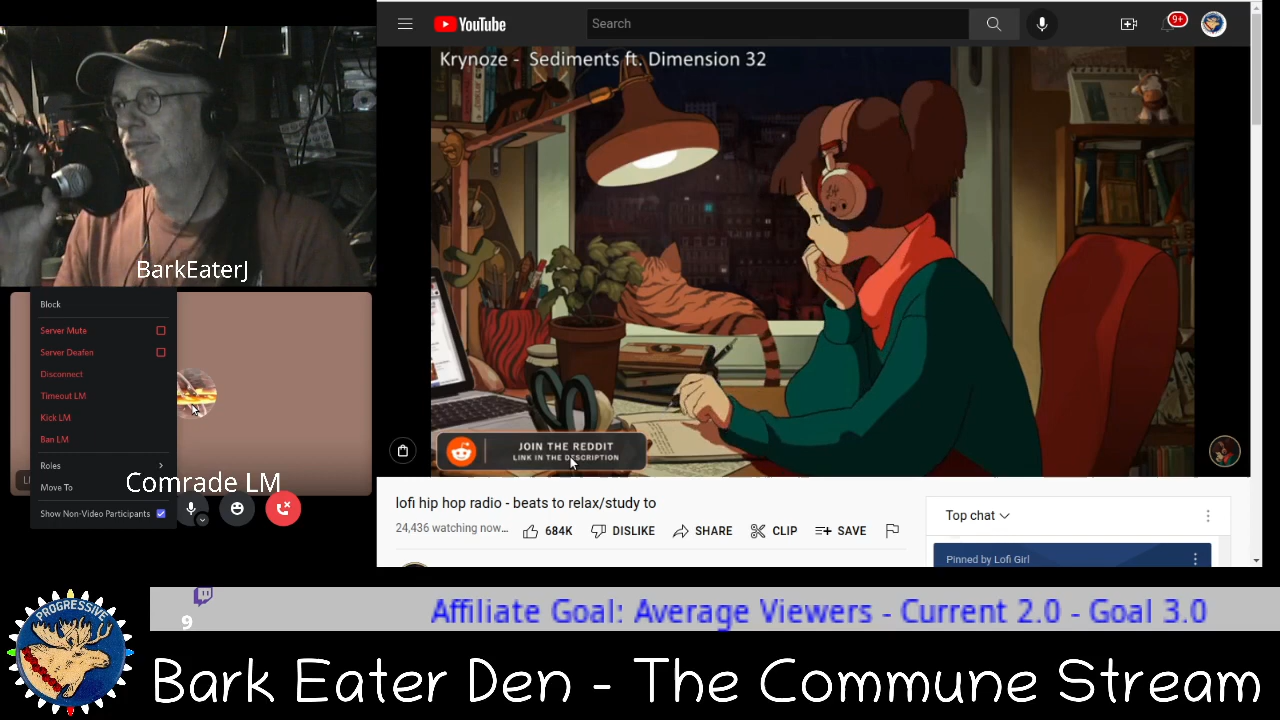 BarkEaterJ
Block
Server Mute
Server Deafen
Disconnect
Timeout LM
Kick LM
Ban LM
Roles
Move To
Show Non-Video Participants
Comrade LM
YouTube
Search
9+
Krynoze - Sediments ft. Dimension 32
JOIN THE REDDIT
LINK IN THE DESCRIPTION
lofi hip hop radio - beats to relax/study to
24,436 watching now... 684K DISLIKE SHARE CLIP SAVE
Top chat
Pinned by Lofi Girl
9
Affiliate Goal: Average Viewers - Current 2.0 - Goal 3.0
PROGRESSIVE
Bark Eater Den - The Commune Stream